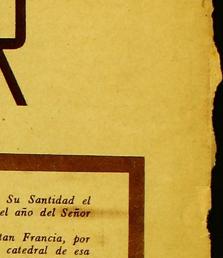 Su Santidad el
el año del Señor
tan Francia, por
catedral de esa